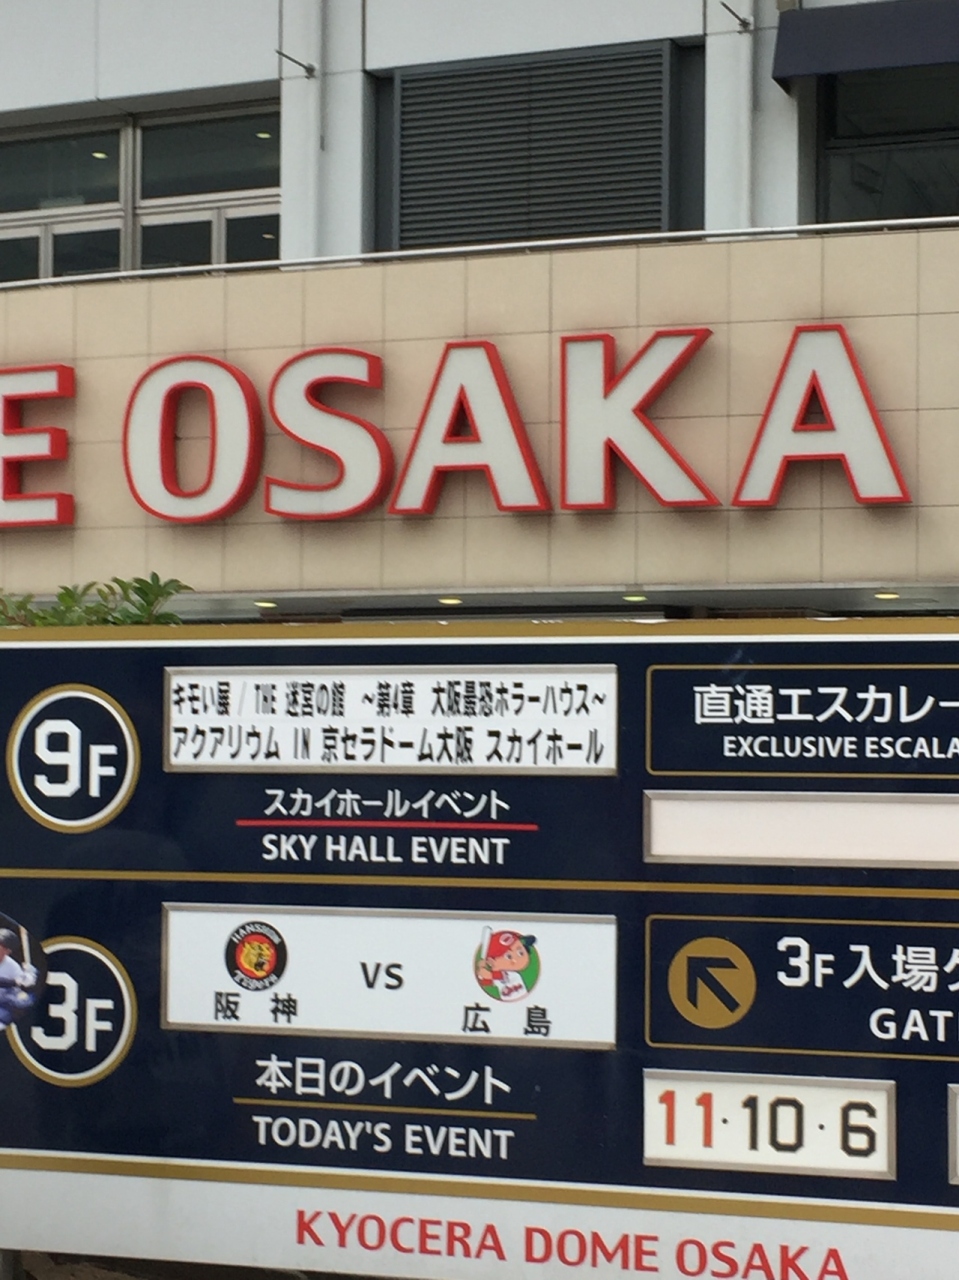 E OSAKA
9F
キモい展 / THE 迷宮の館 ～第4章 大阪最恐ホラーハウス～
アクアリウム IN 京セラドーム大阪 スカイホール
スカイホールイベント
SKY HALL EVENT
直通エスカレー
EXCLUSIVE ESCALA
3F
HANSHIN
TIGERS
阪神
VS
広島
本日のイベント
TODAY'S EVENT
3F入場ゲ
GAT
11・10・6
KYOCERA DOME OSAKA